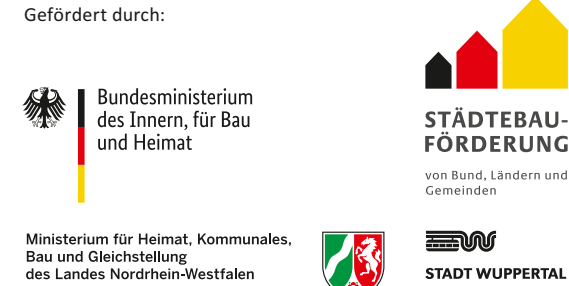 Gefördert durch:
Bundesministerium
des Innern, für Bau
und Heimat
STÄDTEBAU-
FÖRDERUNG
von Bund, Ländern und
Gemeinden
Ministerium für Heimat, Kommunales,
Bau und Gleichstellung
des Landes Nordrhein-Westfalen
STADT WUPPERTAL